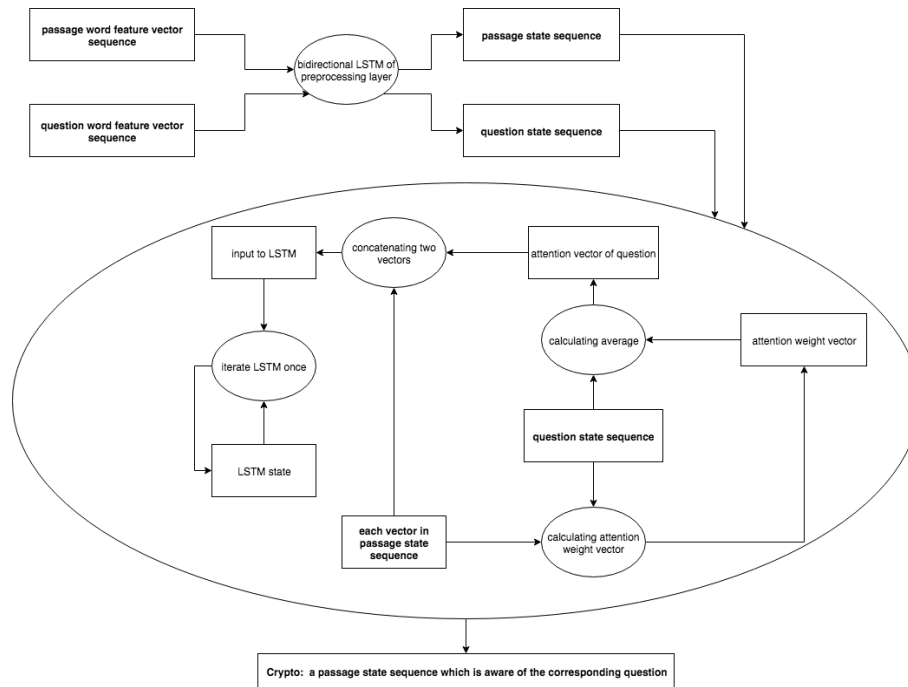 passage word feature vector
sequence
passage state sequence
bidirectional LSTM of
preprocessing layer
question word feature vector
sequence
question state sequence
input to LSTM
concatenating two
vectors
attention vector of question
iterate LSTM once
calculating average
attention weight vector
question state sequence
LSTM state
each vector in
passage state
sequence
calculating attention
weight vector
Crypto: a passage state sequence which is aware of the corresponding question